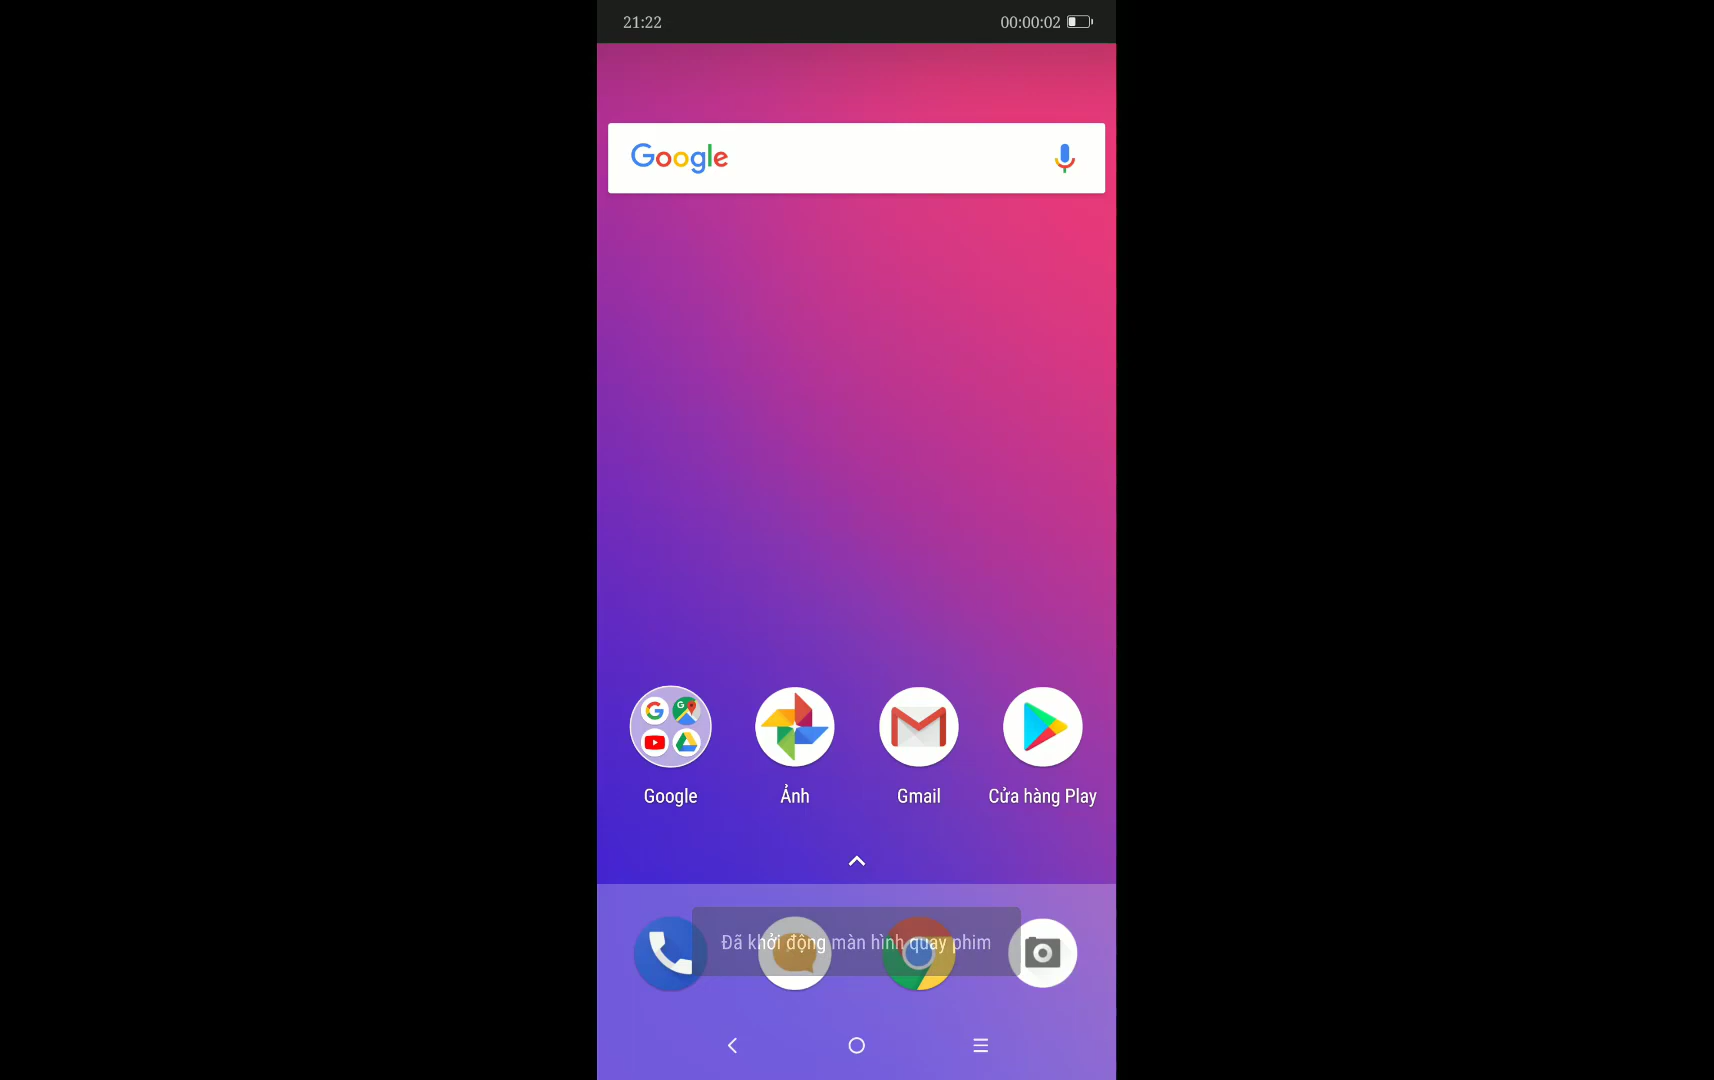 21:22 00:00:02
Google
Google Ảnh Gmail Cửa hàng Play
Đã khởi động màn hình quay phim